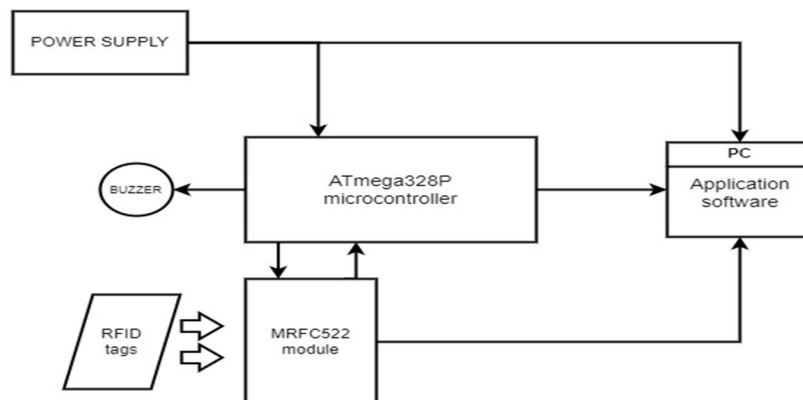 POWER SUPPLY
ATmega328P
microcontroller
BUZZER
PC
Application
software
RFID
tags
MRFC522
module